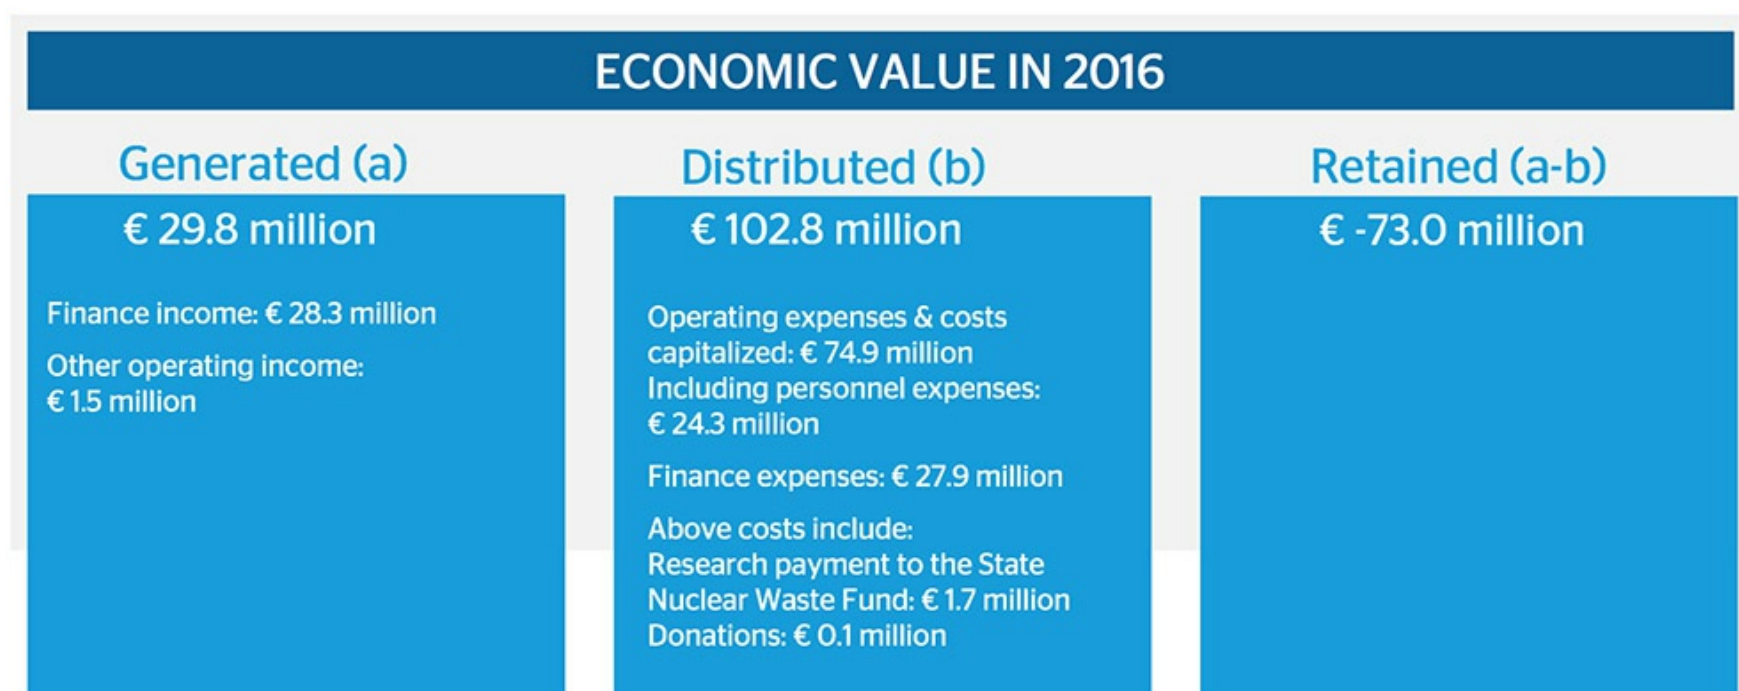 ECONOMIC VALUE IN 2016
Generated (a)
€ 29.8 million
Finance income: € 28.3 million
Other operating income:
€ 1.5 million
Distributed (b)
€ 102.8 million
Operating expenses & costs
capitalized: € 74.9 million
Including personnel expenses:
€ 24.3 million
Finance expenses: € 27.9 million
Above costs include:
Research payment to the State
Nuclear Waste Fund: € 1.7 million
Donations: € 0.1 million
Retained (a-b)
€ -73.0 million